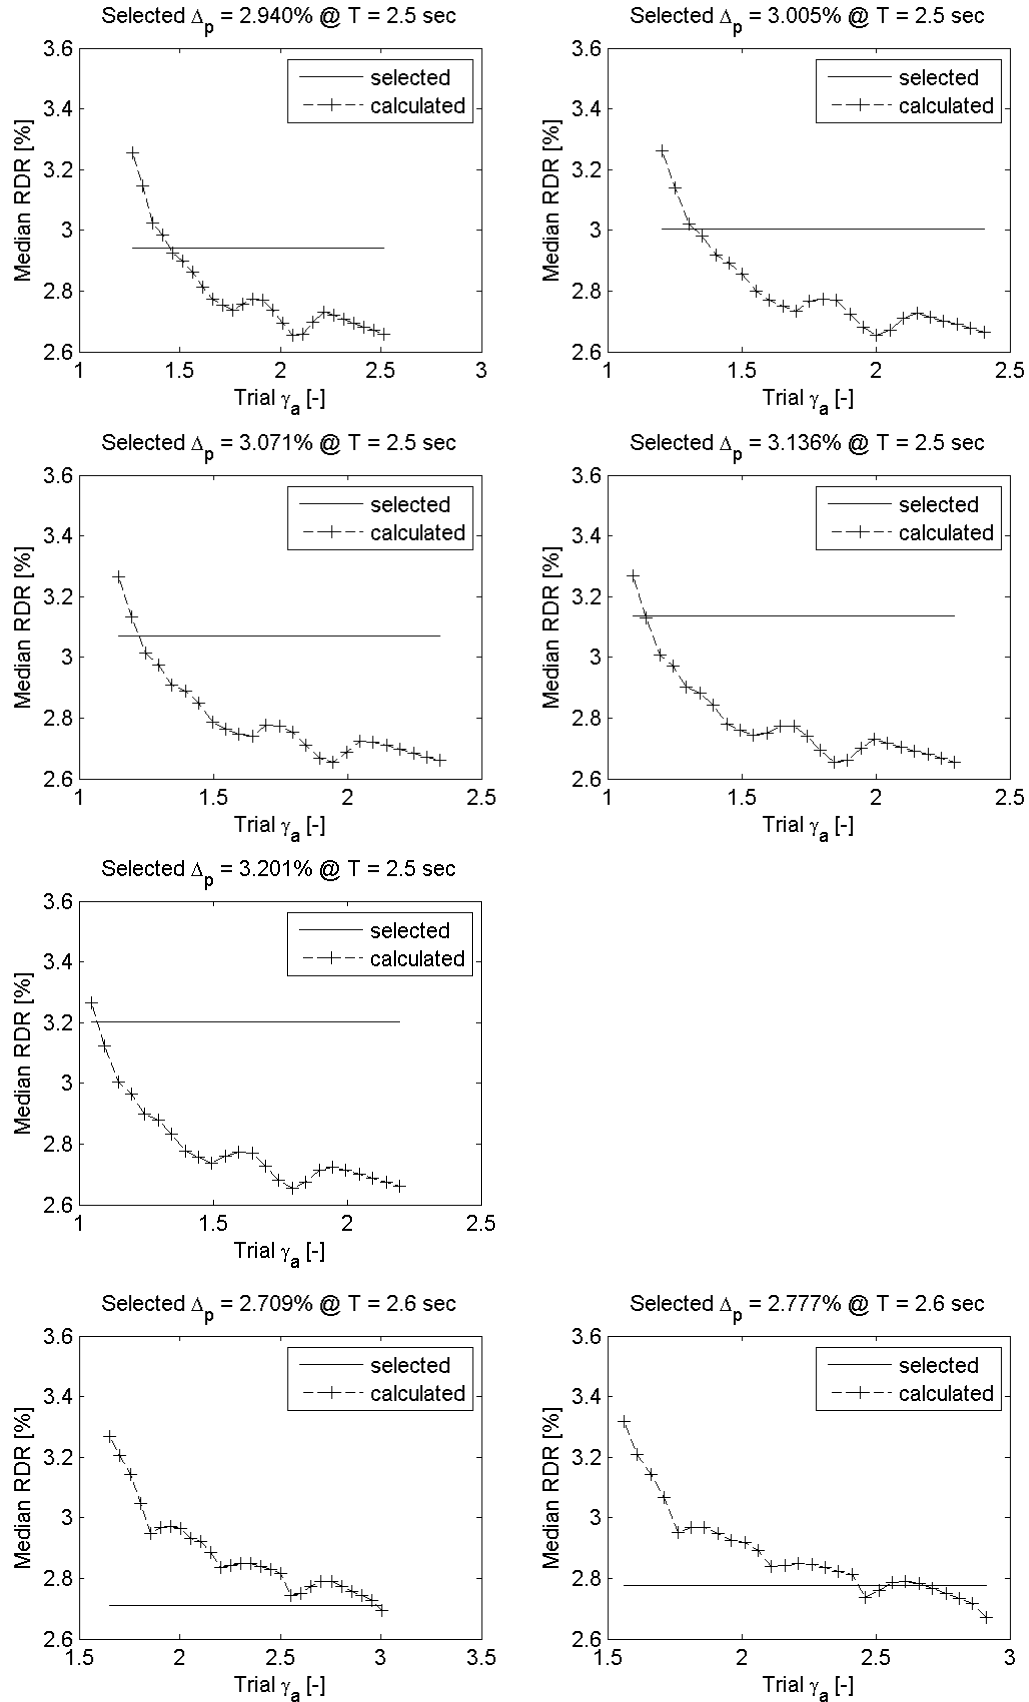 Selected Δp = 2.940% @ T = 2.5 sec
Median RDR [%]
3.6
3.4
3.2
3
2.8
2.6
selected
calculated
1 1.5 2 2.5 3
Trial γa [-]
Selected Δp = 3.005% @ T = 2.5 sec
Median RDR [%]
3.6
3.4
3.2
3
2.8
2.6
selected
calculated
1 1.5 2 2.5
Trial γa [-]
Selected Δp = 3.071% @ T = 2.5 sec
Median RDR [%]
3.6
3.4
3.2
3
2.8
2.6
selected
calculated
1 1.5 2 2.5
Trial γa [-]
Selected Δp = 3.136% @ T = 2.5 sec
Median RDR [%]
3.6
3.4
3.2
3
2.8
2.6
selected
calculated
1 1.5 2 2.5
Trial γa [-]
Selected Δp = 3.201% @ T = 2.5 sec
Median RDR [%]
3.6
3.4
3.2
3
2.8
2.6
selected
calculated
1 1.5 2 2.5
Trial γa [-]
Selected Δp = 2.709% @ T = 2.6 sec
Median RDR [%]
3.6
3.4
3.2
3
2.8
2.6
selected
calculated
1.5 2 2.5 3 3.5
Trial γa [-]
Selected Δp = 2.777% @ T = 2.6 sec
Median RDR [%]
3.6
3.4
3.2
3
2.8
2.6
selected
calculated
1.5 2 2.5 3
Trial γa [-]